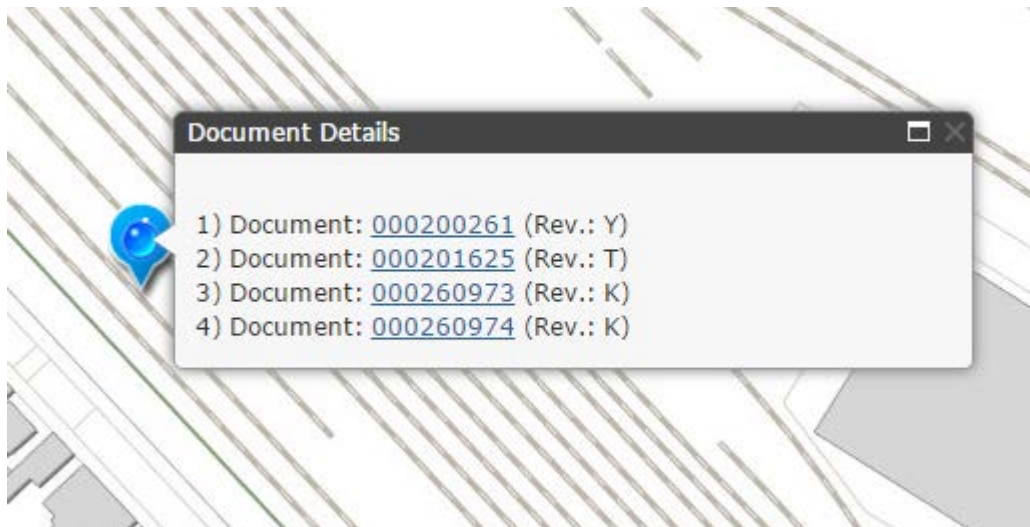 Document Details
1) Document: 000200261 (Rev.: Y)
2) Document: 000201625 (Rev.: T)
3) Document: 000260973 (Rev.: K)
4) Document: 000260974 (Rev.: K)